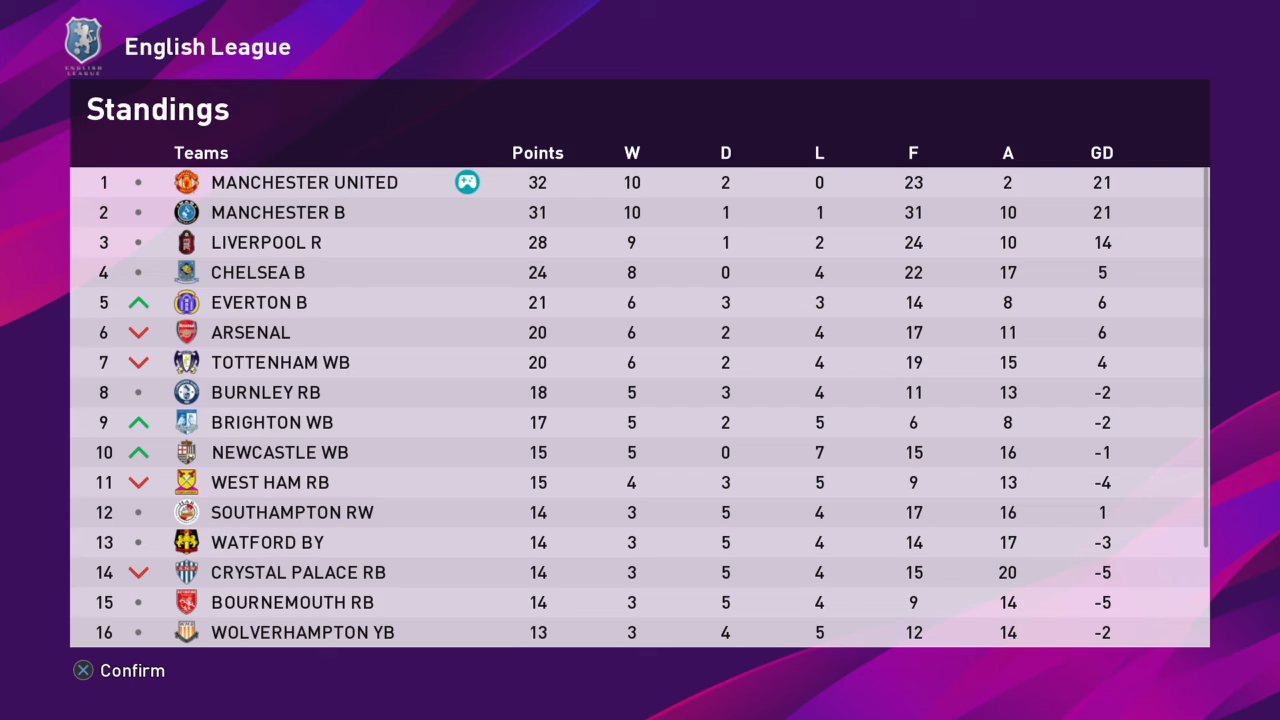 ENGLISH LEAGUE
English League
Standings
Teams Points W D L F A GD
1 MANCHESTER UNITED 32 10 2 0 23 2 21
2 MANCHESTER B 31 10 1 1 31 10 21
3 LIVERPOOL R 28 9 1 2 24 10 14
4 CHELSEA B 24 8 0 4 22 17 5
5 EVERTON B 21 6 3 3 14 8 6
6 ARSENAL 20 6 2 4 17 11 6
7 TOTTENHAM WB 20 6 2 4 19 15 4
8 BURNLEY RB 18 5 3 4 11 13 -2
9 BRIGHTON WB 17 5 2 5 6 8 -2
10 NEWCASTLE WB 15 5 0 7 15 16 -1
11 WEST HAM RB 15 4 3 5 9 13 -4
12 SOUTHAMPTON RW 14 3 5 4 17 16 1
13 WATFORD BY 14 3 5 4 14 17 -3
14 CRYSTAL PALACE RB 14 3 5 4 15 20 -5
15 BOURNEMOUTH RB 14 3 5 4 9 14 -5
16 WOLVERHAMPTON YB 13 3 4 5 12 14 -2
Confirm